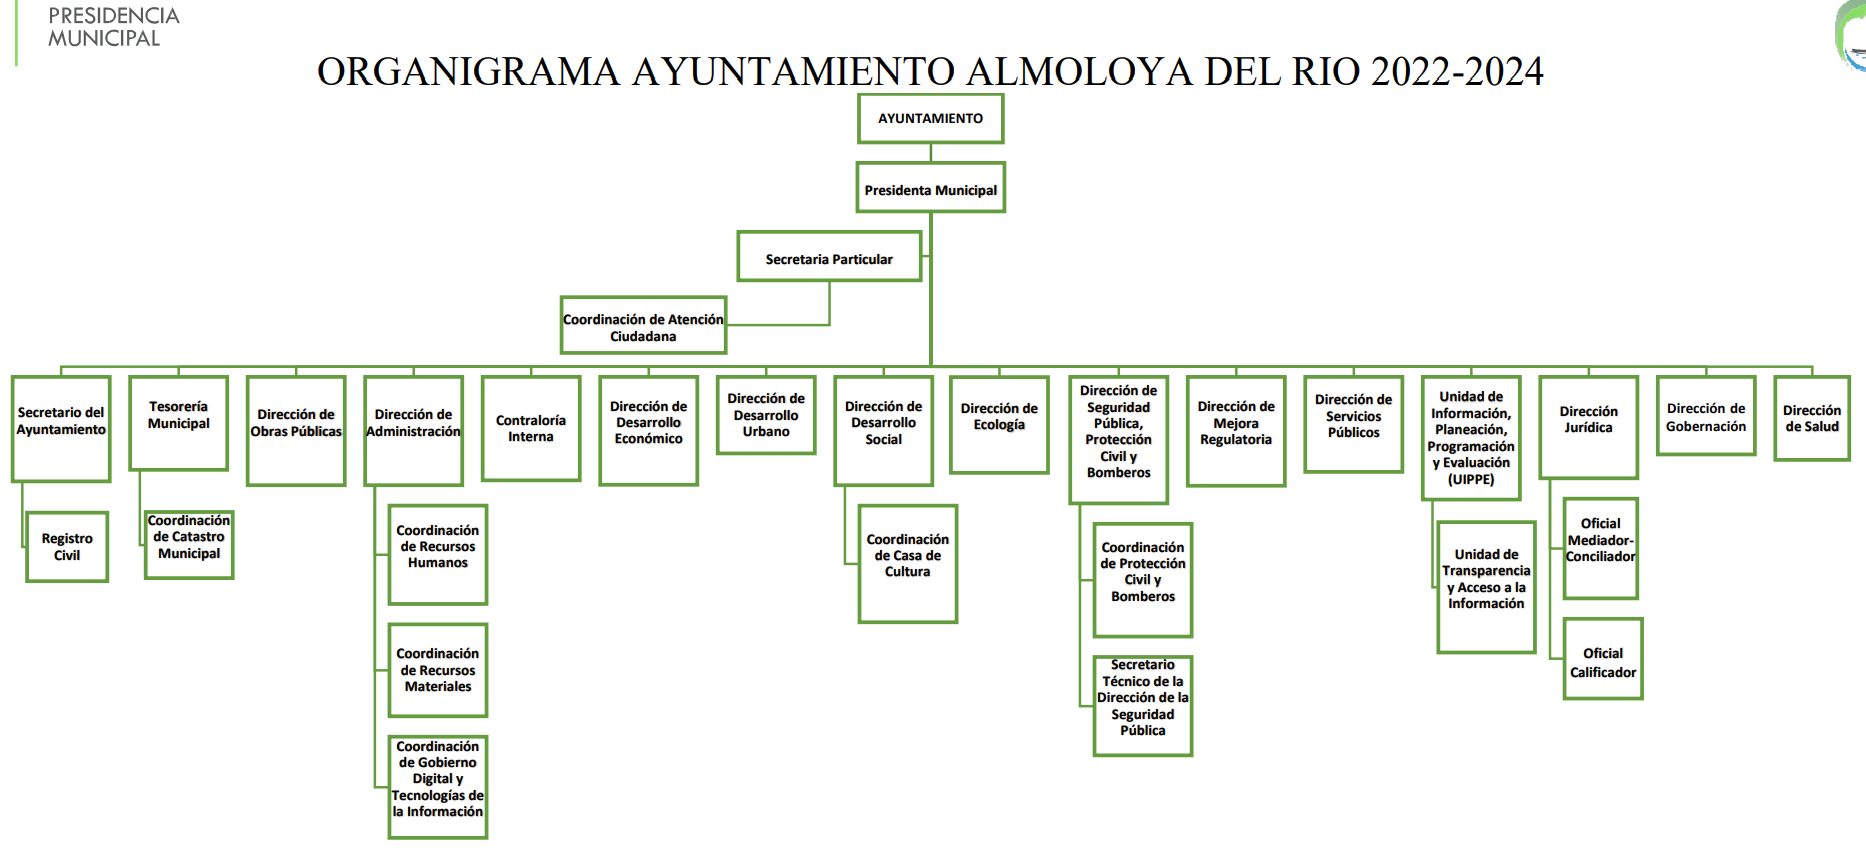 PRESIDENCIA
MUNICIPAL
ORGANIGRAMA AYUNTAMIENTO ALMOLOYA DEL RIO 2022-2024
AYUNTAMIENTO
Presidenta Municipal
Secretaria Particular
Coordinación de Atención
Ciudadana
Secretario del
Ayuntamiento
Tesorería
Municipal
Dirección de
Obras Públicas
Dirección de
Administración
Contraloría
Interna
Dirección de
Desarrollo
Económico
Dirección de
Desarrollo
Urbano
Dirección de
Desarrollo
Social
Dirección de
Ecología
Dirección de
Seguridad
Pública,
Protección
Civil y
Bomberos
Dirección de
Mejora
Regulatoria
Dirección de
Servicios
Públicos
Unidad de
Información,
Planeación,
Programación
y Evaluación
(UIPPE)
Dirección
Jurídica
Dirección de
Gobernación
Dirección
de Salud
Registro
Civil
Coordinación
de Catastro
Municipal
Coordinación
de Recursos
Humanos
Coordinación
de Recursos
Materiales
Coordinación
de Gobierno
Digital y
Tecnologías de
la Información
Coordinación
de Casa de
Cultura
Coordinación
de Protección
Civil y
Bomberos
Secretario
Técnico de la
Dirección de la
Seguridad
Pública
Unidad de
Transparencia
y Acceso a la
Información
Oficial
Mediador-
Conciliador
Oficial
Calificador